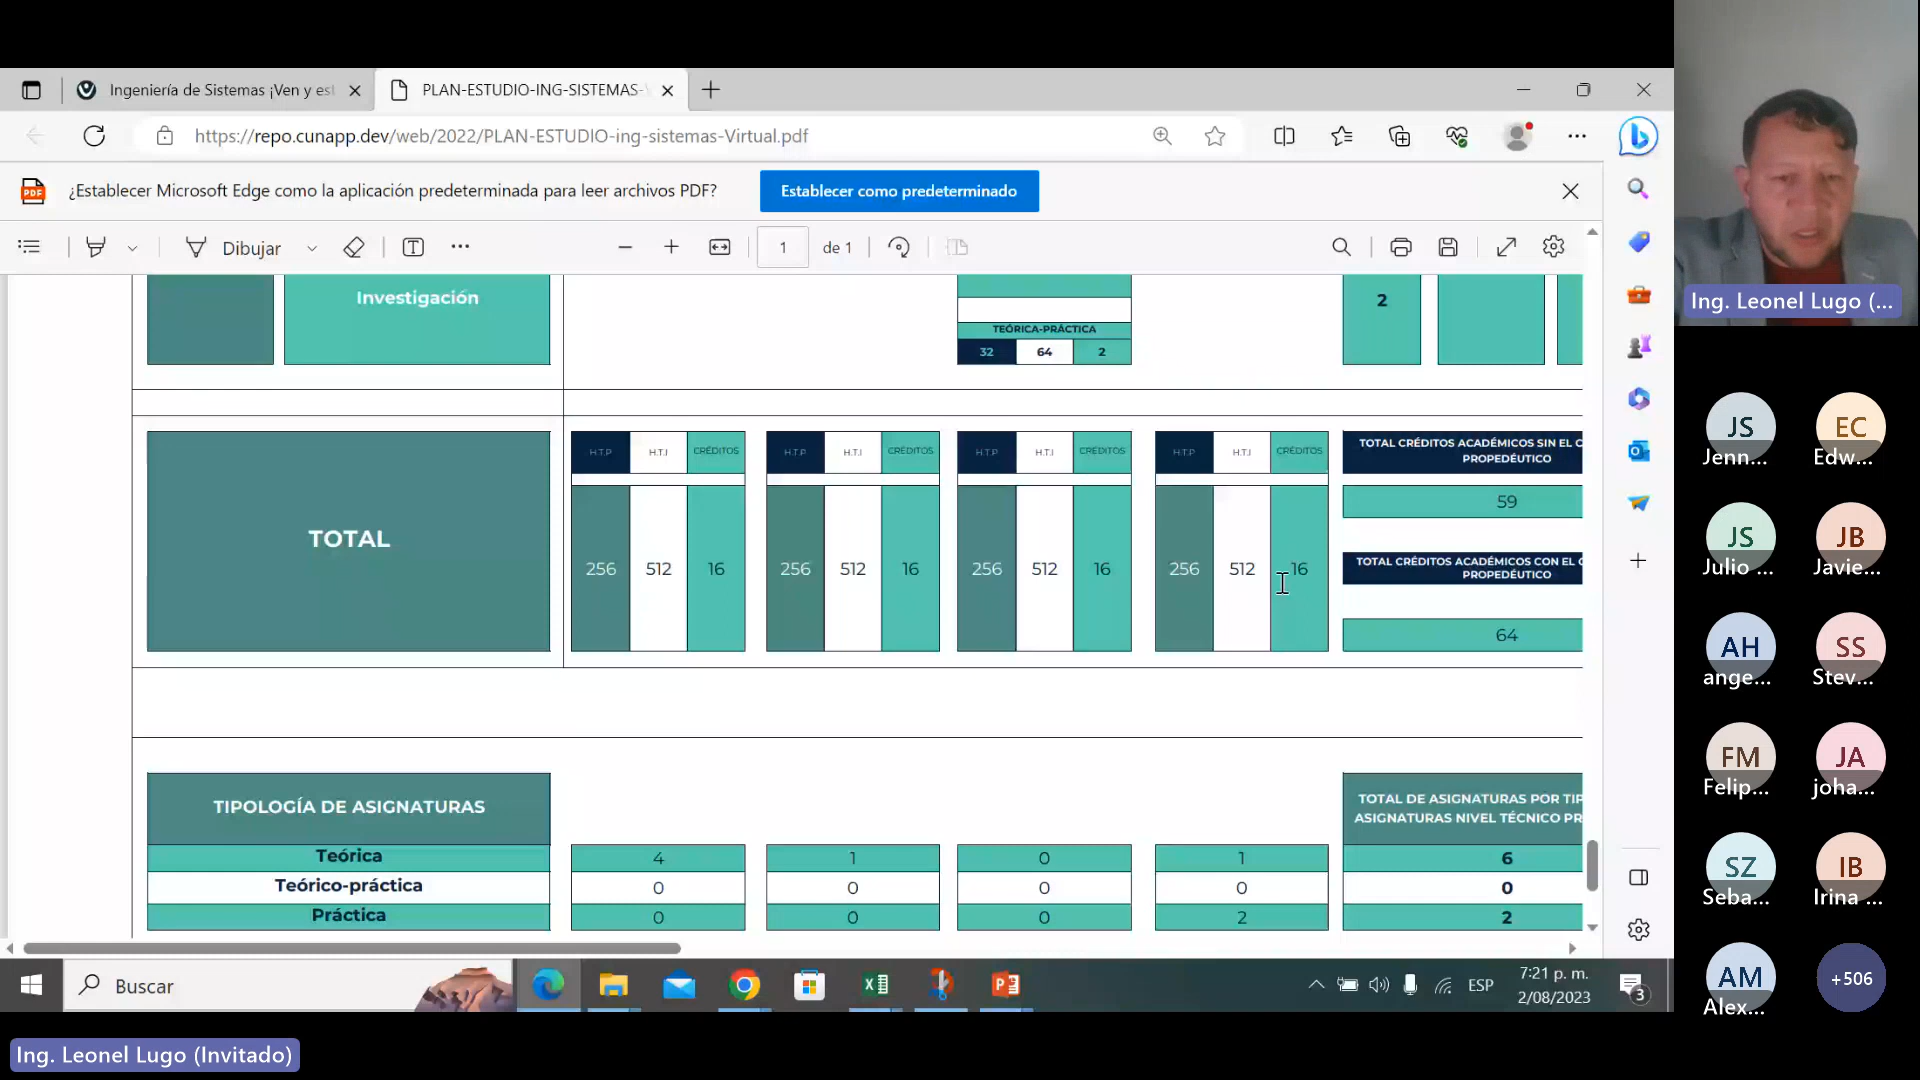 Ingeniería de Sistemas ¡Ven y est
PLAN-ESTUDIO-ING-SISTEMAS-
https://repo.cunapp.dev/web/2022/PLAN-ESTUDIO-ing-sistemas-Virtual.pdf
PDF
¿Establecer Microsoft Edge como la aplicación predeterminada para leer archivos PDF?
Establecer como predeterminado
Dibujar
1
de 1
Investigación
TEÓRICA-PRÁCTICA
32 64 2
2
TOTAL
H.T.P H.T.I CRÉDITOS H.T.P H.T.I CRÉDITOS H.T.P H.T.I CRÉDITOS H.T.P H.T.I CRÉDITOS
256 512 16 256 512 16 256 512 16 256 512 16
TOTAL CRÉDITOS ACADÉMICOS SIN EL C
PROPEDÉUTICO
59
TOTAL CRÉDITOS ACADÉMICOS CON EL C
PROPEDÉUTICO
64
TIPOLOGÍA DE ASIGNATURAS
TOTAL DE ASIGNATURAS POR TIP
ASIGNATURAS NIVEL TÉCNICO PR
Teórica 4 1 0 1 6
Teórico-práctica 0 0 0 0 0
Práctica 0 0 0 2 2
Buscar
ESP
7:21 p. m.
2/08/2023
3
Ing. Leonel Lugo (...
JS
Jenn...
EC
Edw...
JS
Julio ...
JB
Javie...
AH
ange...
SS
Stev...
FM
Felip...
JA
joha...
SZ
Seba...
IB
Irina ...
AM
Alex...
+506
Ing. Leonel Lugo (Invitado)